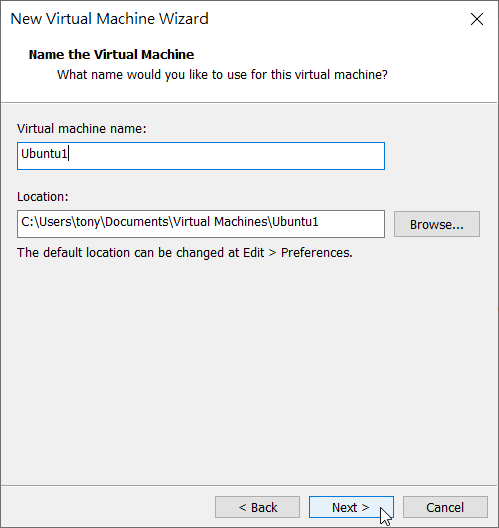 New Virtual Machine Wizard
Name the Virtual Machine
What name would you like to use for this virtual machine?
Virtual machine name:
Ubuntu1
Location:
C:\Users\tony\Documents\Virtual Machines\Ubuntu1
Browse...
The default location can be changed at Edit > Preferences.
< Back
Next >
Cancel